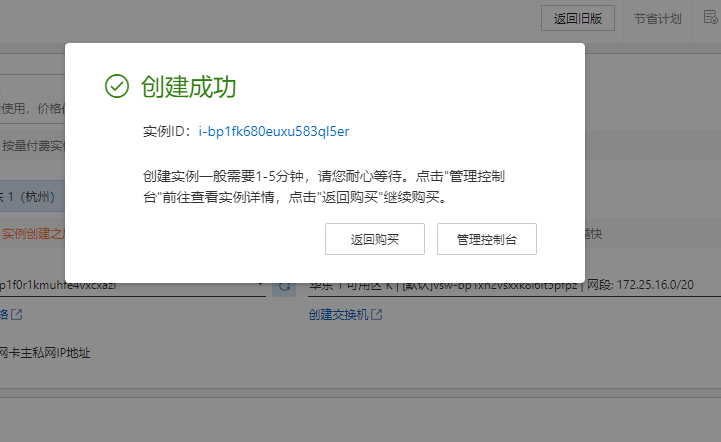 返回旧版
节省计划
创建成功
实例ID：i-bp1fk680euxu583ql5er
使用，价格
按量付费实
创建实例一般需要1-5分钟，请您耐心等待。点击"管理控制
台"前往查看实例详情，点击"返回购买"继续购买。
1（杭州）
实例创建之
返回购买
管理控制台
快
华东 1 可用区 K | [默认]vsw-bp1xh2vsxxk8i6it5pfpz | 网段: 172.25.16.0/20
创建交换机
网卡主私网IP地址